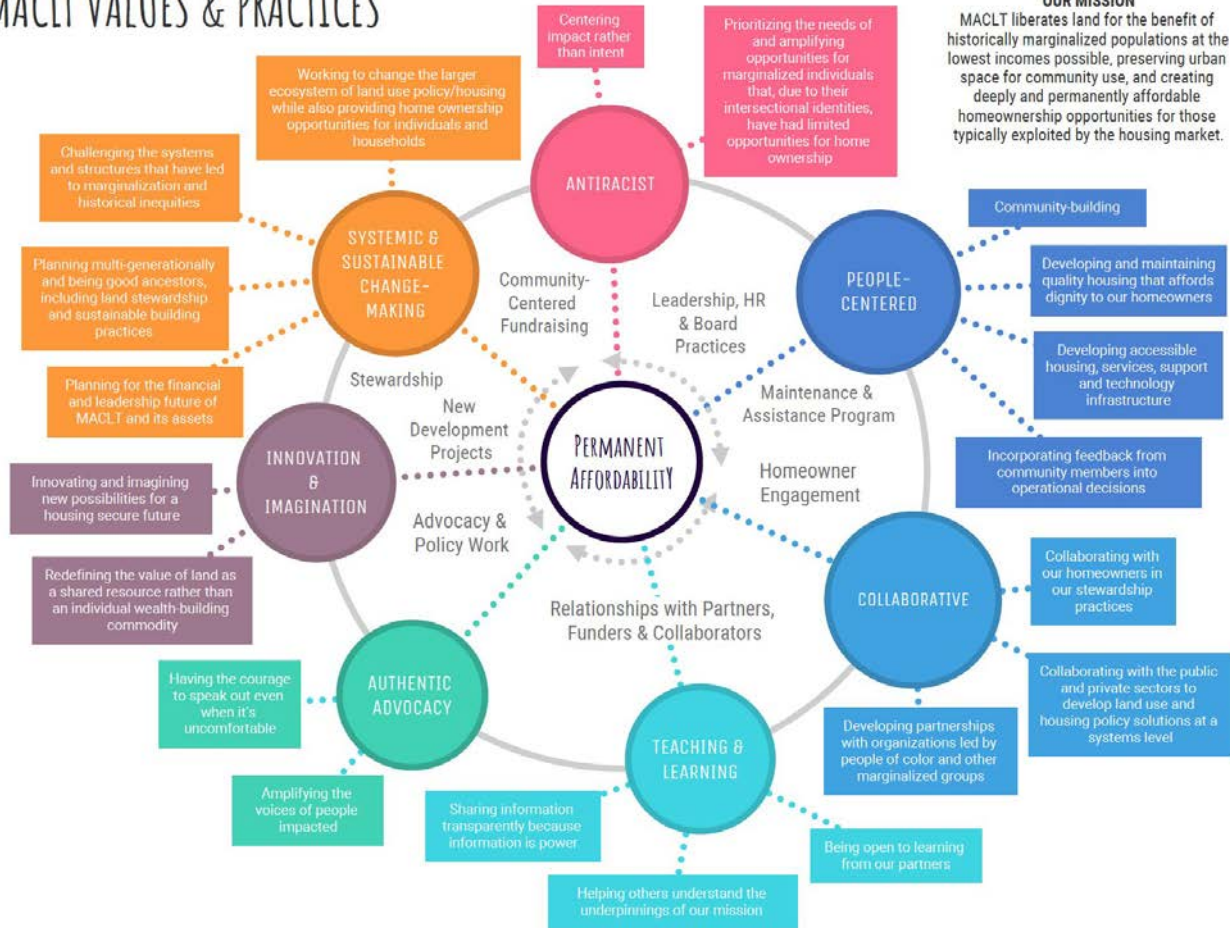 MACLT VALUES & PRACTICES
OUR MISSION
MACLT liberates land for the benefit of
historically marginalized populations at the
lowest incomes possible, preserving urban
space for community use, and creating
deeply and permanently affordable
homeownership opportunities for those
typically exploited by the housing market.
Centering
impact rather
than intent
Prioritizing the needs of
and amplifying
opportunities for
marginalized individuals
that, due to their
intersectional identities,
have had limited
opportunities for home
ownership
ANTIRACIST
Working to change the larger
ecosystem of land use policy/housing
while also providing home ownership
opportunities for individuals and
households
Challenging the systems
and structures that have led
to marginalization and
historical inequities
Planning multi-generationally
and being good ancestors,
including land stewardship
and sustainable building
practices
Planning for the financial
and leadership future of
MACLT and its assets
SYSTEMIC &
SUSTAINABLE
CHANGE-
MAKING
PEOPLE-
CENTERED
Community-building
Developing and maintaining
quality housing that affords
dignity to our homeowners
Developing accessible
housing, services, support
and technology
infrastructure
Incorporating feedback from
community members into
operational decisions
Community-
Centered
Fundraising
Leadership, HR
& Board
Practices
Stewardship
New
Development
Projects
Maintenance &
Assistance Program
PERMANENT
AFFORDABILITY
Homeowner
Engagement
Advocacy &
Policy Work
Relationships with Partners,
Funders & Collaborators
INNOVATION
&
IMAGINATION
Innovating and imagining
new possibilities for a
housing secure future
Redefining the value of land as
a shared resource rather than
an individual wealth-building
commodity
COLLABORATIVE
Collaborating with
our homeowners in
our stewardship
practices
Collaborating with the public
and private sectors to
develop land use and
housing policy solutions at a
systems level
Developing partnerships
with organizations led by
people of color and other
marginalized groups
AUTHENTIC
ADVOCACY
Having the courage
to speak out even
when it's
uncomfortable
Amplifying the
voices of people
impacted
TEACHING &
LEARNING
Sharing information
transparently because
information is power
Helping others understand the
underpinnings of our mission
Being open to learning
from our partners